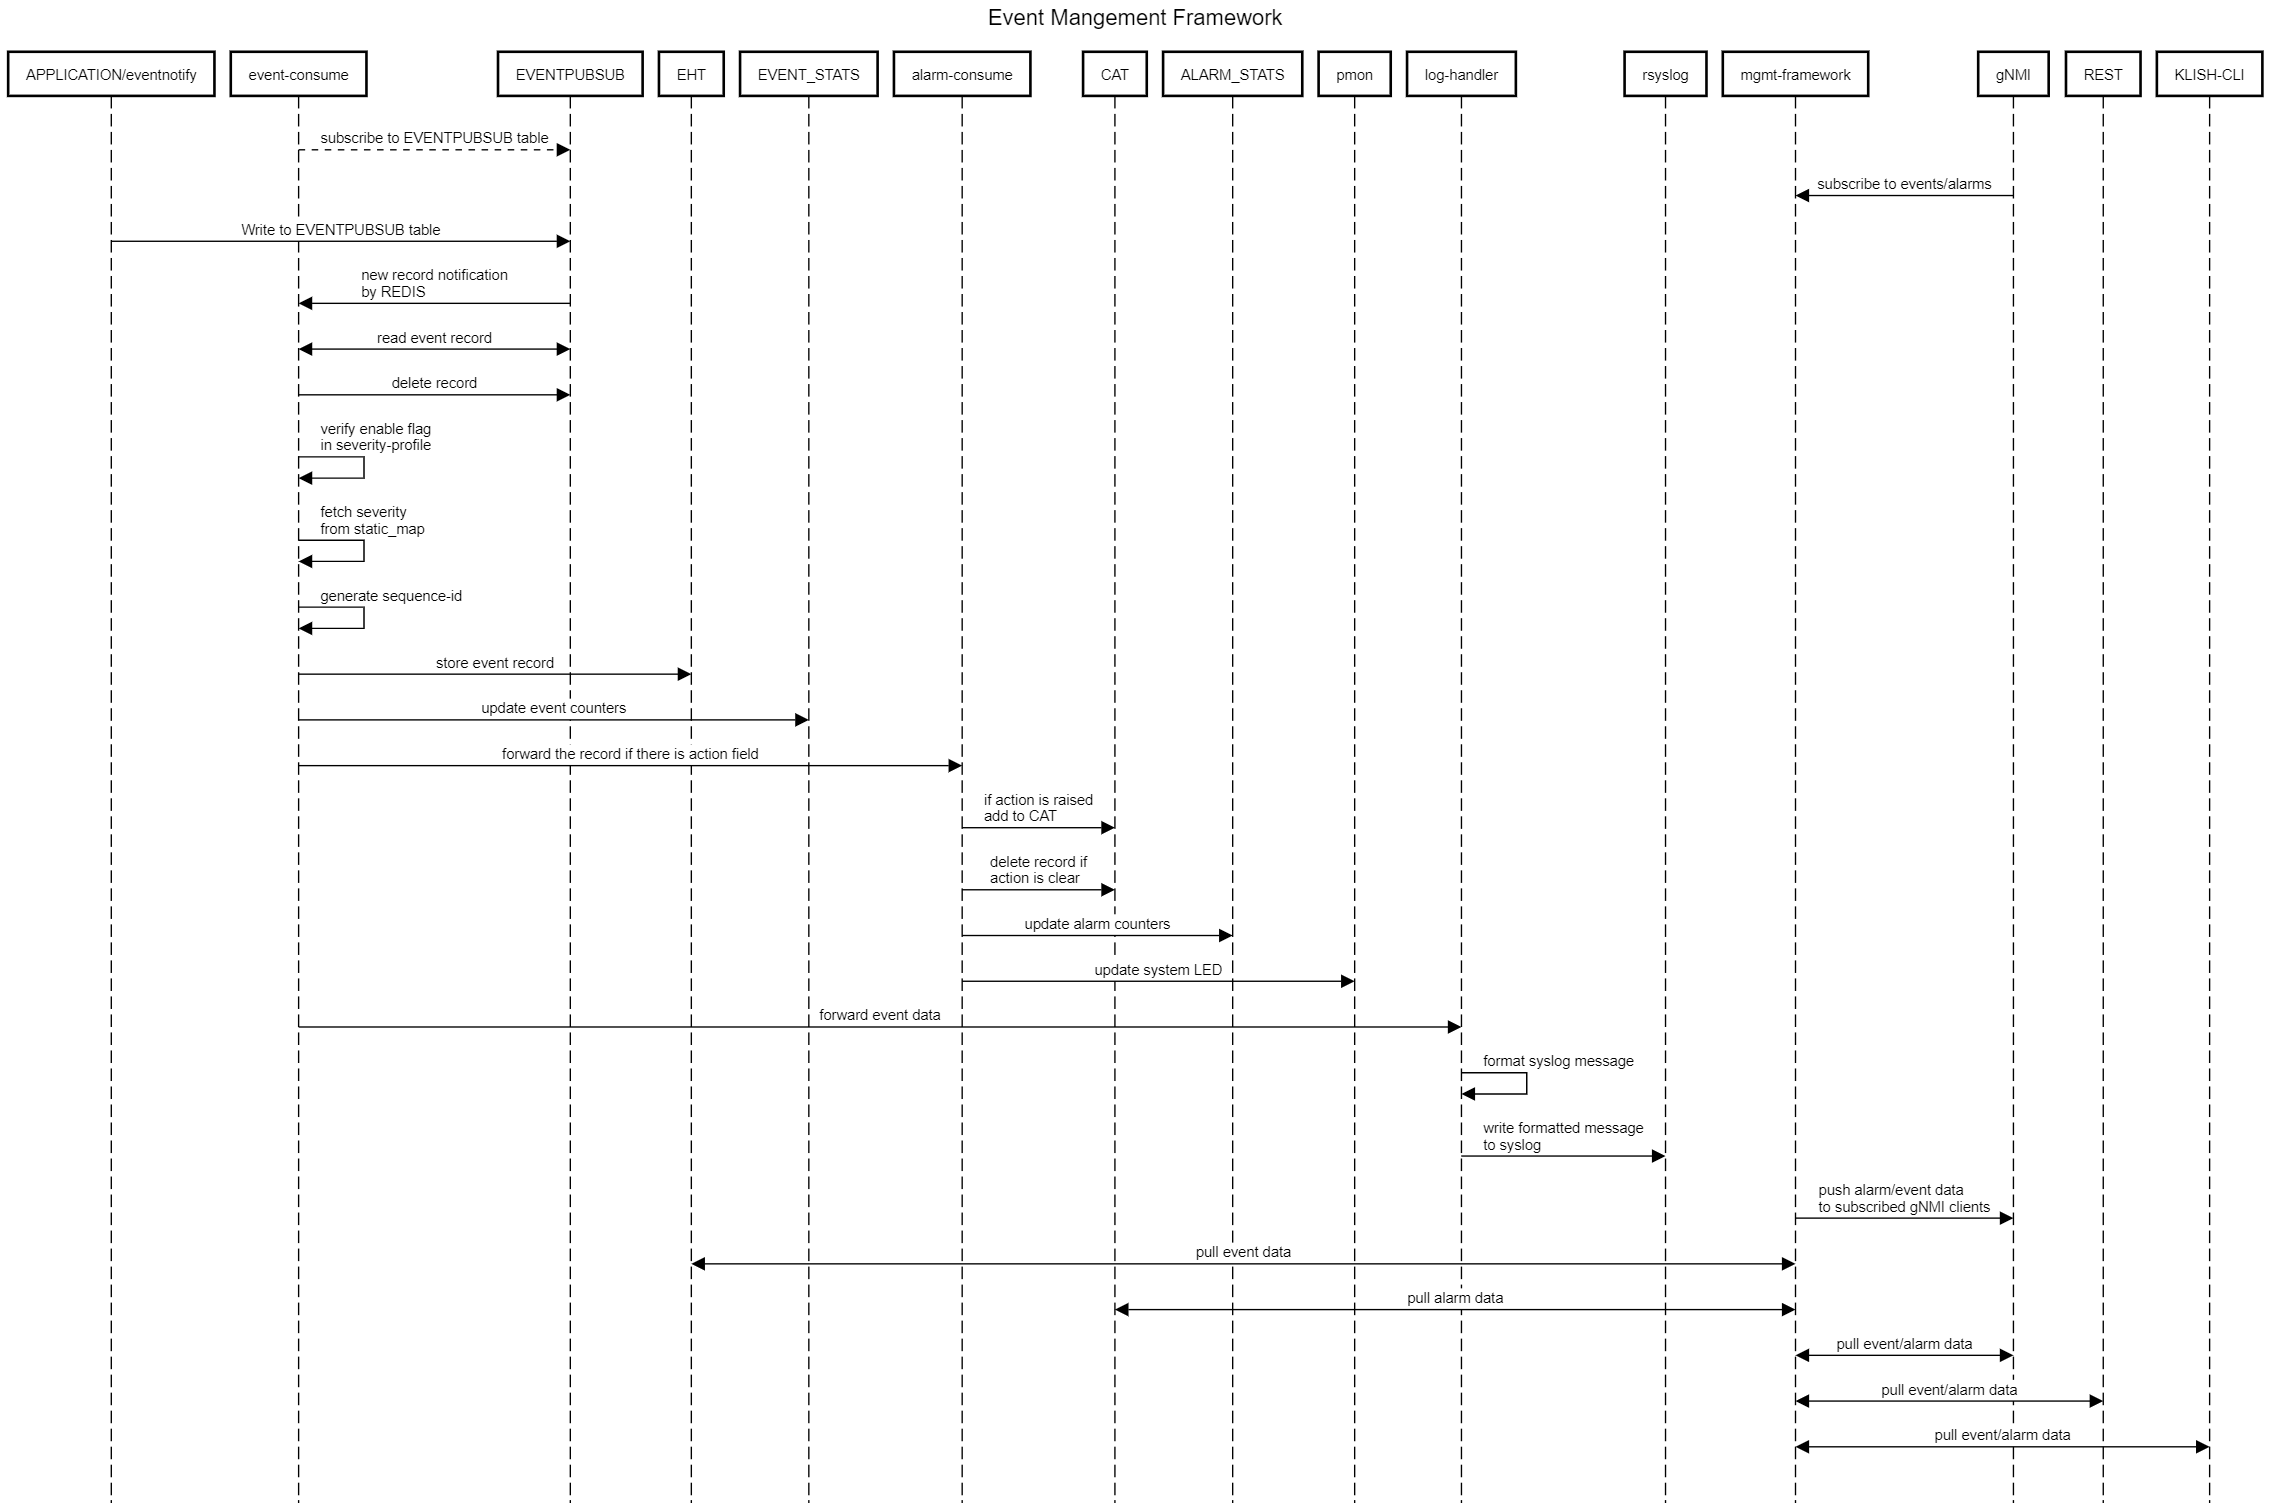 Event Mangement Framework
APPLICATION/eventnotify
event-consume
EVENTPUBSUB
EHT
EVENT_STATS
alarm-consume
CAT
ALARM_STATS
pmon
log-handler
rsyslog
mgmt-framework
gNMI
REST
KLISH-CLI
subscribe to EVENTPUBSUB table
subscribe to events/alarms
Write to EVENTPUBSUB table
new record notification
by REDIS
read event record
delete record
verify enable flag
in severity-profile
fetch severity
from static_map
generate sequence-id
store event record
update event counters
forward the record if there is action field
if action is raised
add to CAT
delete record if
action is clear
update alarm counters
update system LED
forward event data
format syslog message
write formatted message
to syslog
push alarm/event data
to subscribed gNMI clients
pull event data
pull alarm data
pull event/alarm data
pull event/alarm data
pull event/alarm data